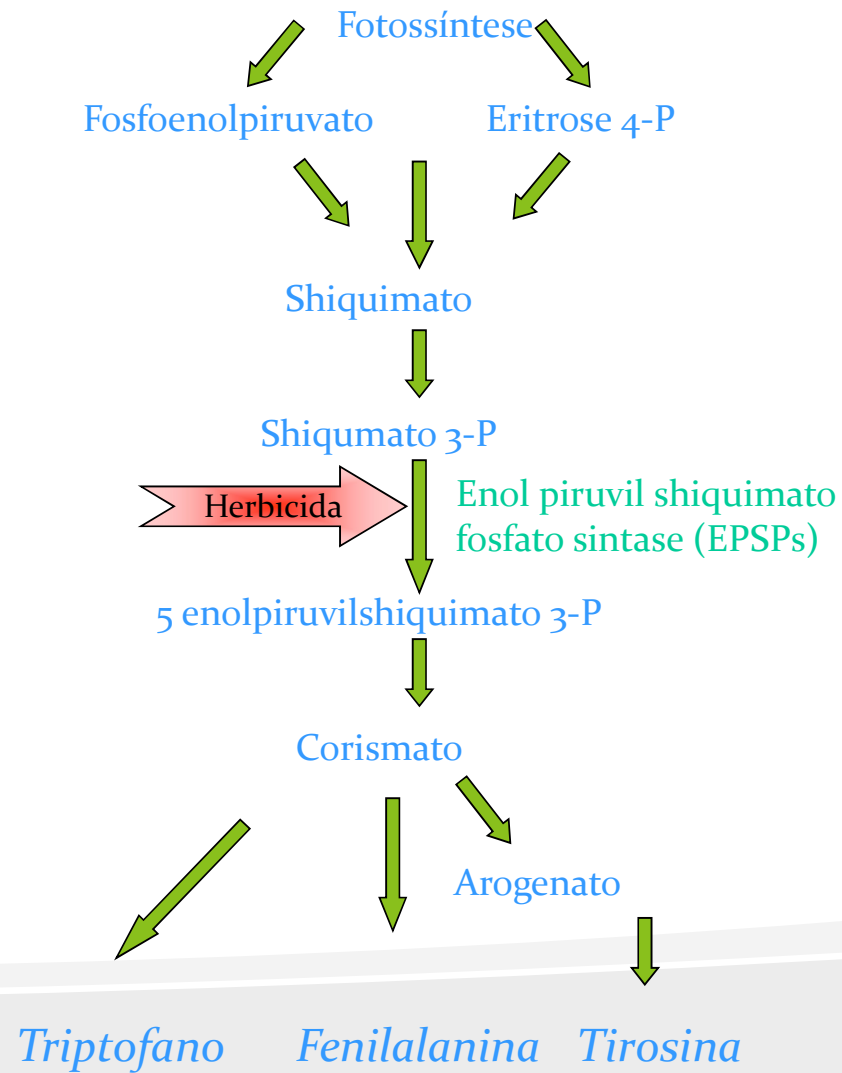 Fotossíntese
Fosfoenolpiruvato Eritrose 4-P
Shiquimato
Shiqumato 3-P
Herbicida
Enol piruvil shiquimato
fosfato sintase (EPSPs)
5 enolpiruvilshiquimato 3-P
Corismato
Arogenato
Triptofano Fenilalanina Tirosina